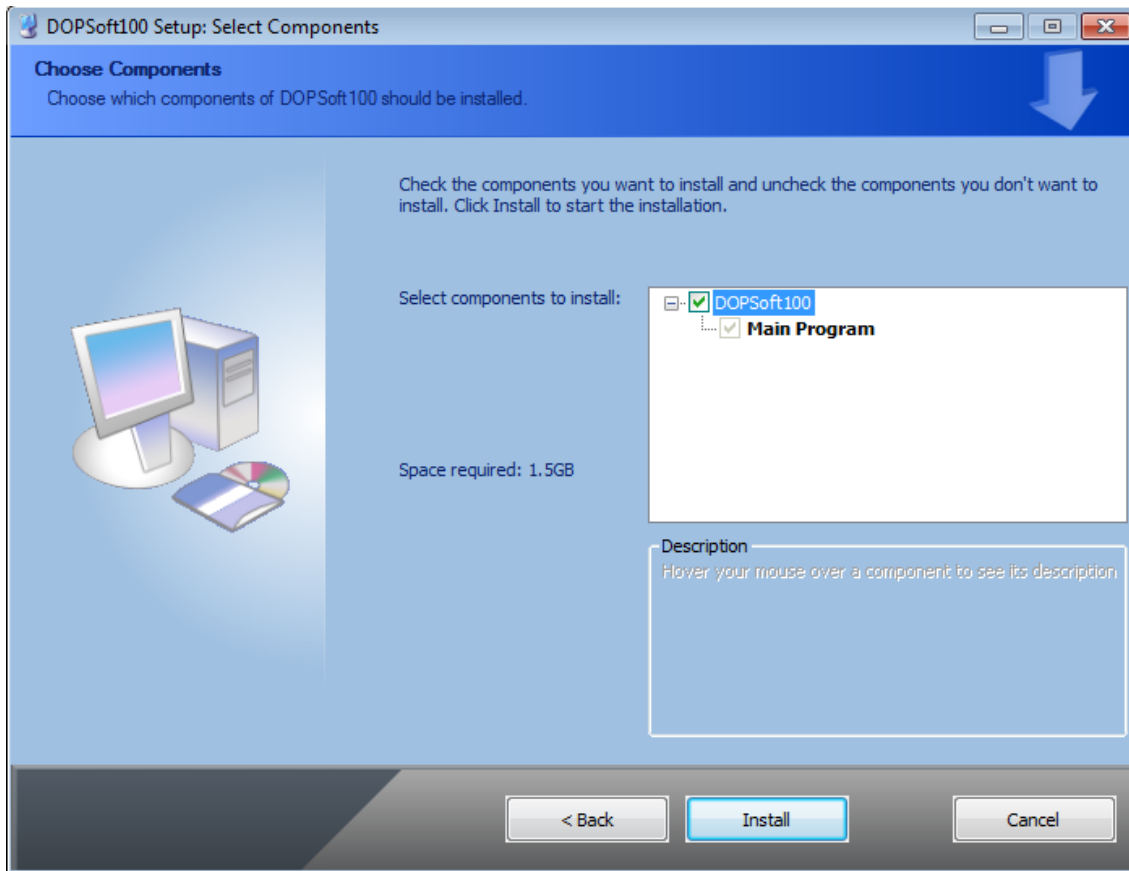 DOPSoft100 Setup: Select Components
Choose Components
Choose which components of DOPSoft100 should be installed.
Check the components you want to install and uncheck the components you don't want to
install. Click Install to start the installation.
Select components to install:
DOPSoft100
Main Program
Space required: 1.5GB
Description
Hover your mouse over a component to see its description
< Back
Install
Cancel